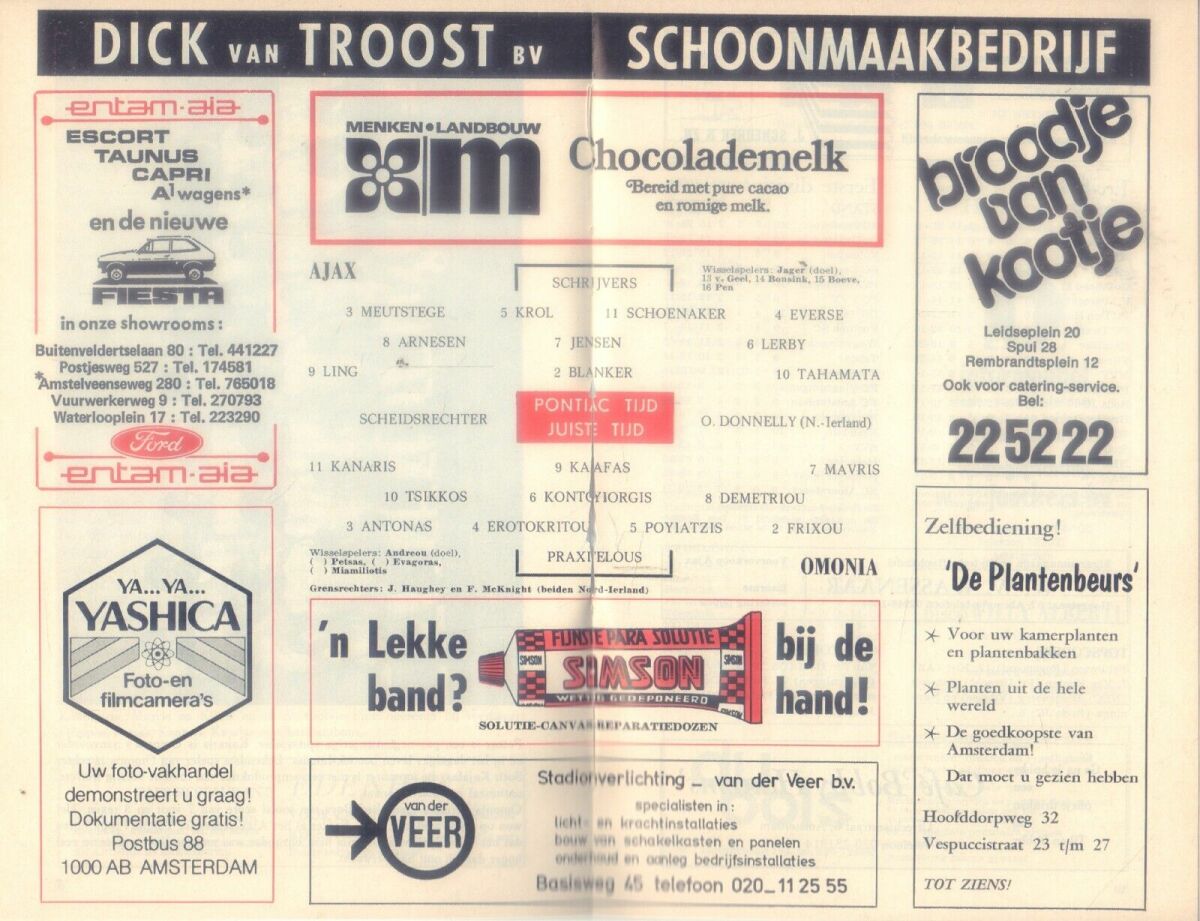 DICK VAN TROOST BV SCHOONMAAKBEDRIJF
entam-aia
ESCORT
TAUNUS
CAPRI
A1 wagens*
en de nieuwe
FIESTA
in onze showrooms:
Buitenveldertselaan 80 : Tel. 441227
Postjesweg 527 : Tel. 174581
*Amstelveenseweg 280 : Tel. 765018
Vuurwerkerweg 9 : Tel. 270793
Waterlooplein 17 : Tel. 223290
Ford
entam-aia
YA...YA...
YASHICA
Foto-en
filmcamera's
Uw foto-vakhandel
demonstreert u graag!
Dokumentatie gratis!
Postbus 88
1000 AB AMSTERDAM
MENKEN•LANDBOUW
m
Chocolademelk
Bereid met pure cacao
en romige melk.
AJAX
SCHRIJVERS
Wisselspelers: Jager (doel),
13 v. Geel, 14 Bonsink, 15 Boeve,
16 Pen
3 MEUTSTEGE 5 KROL 11 SCHOENAKER 4 EVERSE
8 ARNESEN 7 JENSEN 6 LERBY
9 LING 2 BLANKER 10 TAHAMATA
SCHEIDSRECHTER
PONTIAC TIJD
JUISTE TIJD
O. DONNELLY (N.-Ierland)
11 KANARIS 9 KAIAFAS 7 MAVRIS
10 TSIKKOS 6 KONTOYIORGIS 8 DEMETRIOU
3 ANTONAS 4 EROTOKRITOU 5 POYIATZIS 2 FRIXOU
Wisselspelers: Andreou (doel),
( ) Petsas, ( ) Evagoras,
( ) Miamiliotis
PRAXITELOUS
OMONIA
Grensrechters: J. Haughey en F. McKnight (beiden Noord-Ierland)
'n Lekke
band?
FIJNSTE PARA SOLUTIE
SIMSON
SIMSON
SIMSON
WETTIG GEDEPONEERD
SIMSON
bij de
hand!
SOLUTIE-CANVAS-REPARATIEDOZEN
van der
VEER
Stadionverlichting _ van der Veer b.v.
specialisten in :
licht- en krachtinstallaties
bouw van schakelkasten en panelen
onderhoud en aanleg bedrijfsinstallaties
Basisweg 45 telefoon 020_11 25 55
broodje
van
kootje
Leidseplein 20
Spui 28
Rembrandtsplein 12
Ook voor catering-service.
Bel:
225222
Zelfbediening!
'De Plantenbeurs'
* Voor uw kamerplanten
en plantenbakken
* Planten uit de hele
wereld
* De goedkoopste van
Amsterdam!
Dat moet u gezien hebben
Hoofddorpweg 32
Vespuccistraat 23 t/m 27
TOT ZIENS!